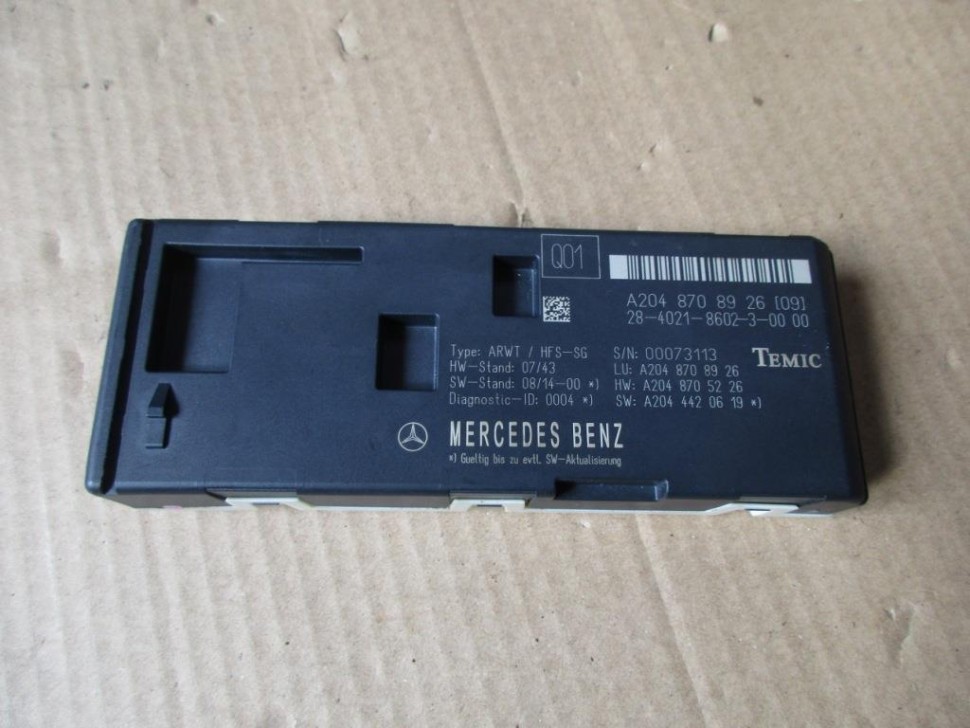 Q01
A204 870 89 26 [09]
28-4021-8602-3-00 00
Type: ARWT / HFS-SG
HW-Stand: 07/43
SW-Stand: 08/14-00 *)
Diagnostic-ID: 0004 *)
S/N: 00073113
LU: A204 870 89 26
HW: A204 870 52 26
SW: A204 442 06 19 *)
TEMIC
MERCEDES BENZ
*) Gueltig bis zu evtl. SW-Aktualisierung